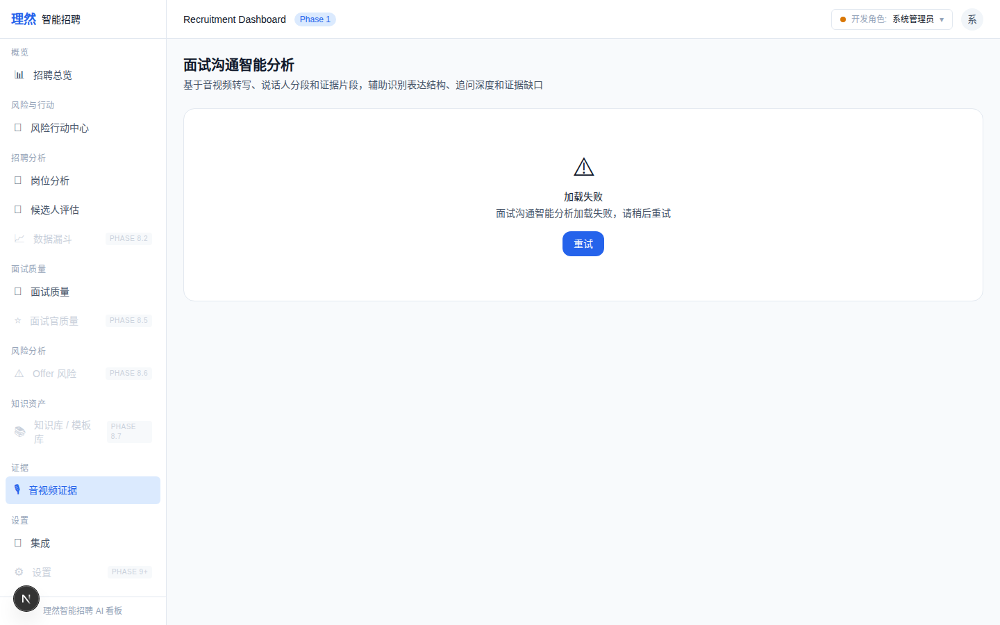 理然 智能招聘
Recruitment Dashboard Phase 1
开发角色: 系统管理员 ▾ 系
概览
招聘总览
风险与行动
风险行动中心
招聘分析
岗位分析
候选人评估
数据漏斗 PHASE 8.2
面试质量
面试质量
面试官质量 PHASE 8.5
风险分析
Offer 风险 PHASE 8.6
知识资产
知识库 / 模板
库
PHASE
8.7
证据
音视频证据
设置
集成
设置 PHASE 9+
N
理然智能招聘 AI 看板
面试沟通智能分析
基于音视频转写、说话人分段和证据片段，辅助识别表达结构、追问深度和证据缺口
加载失败
面试沟通智能分析加载失败，请稍后重试
重试